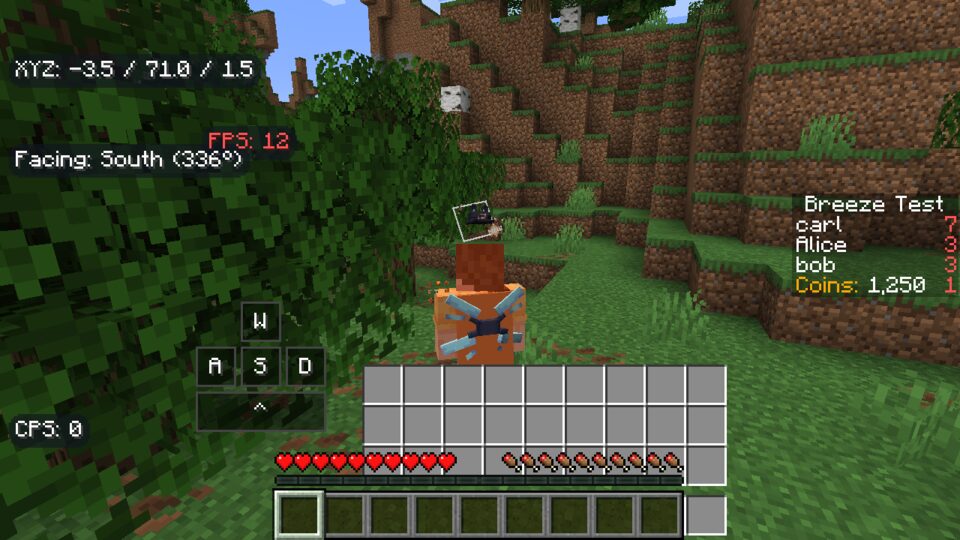 XYZ: -3.5 / 71.0 / 1.5
FPS: 12
Facing: South (336°)
Breeze Test
carl 7
Alice 3
bob 3
Coins: 1,250 1
W
A S D
^
CPS: 0